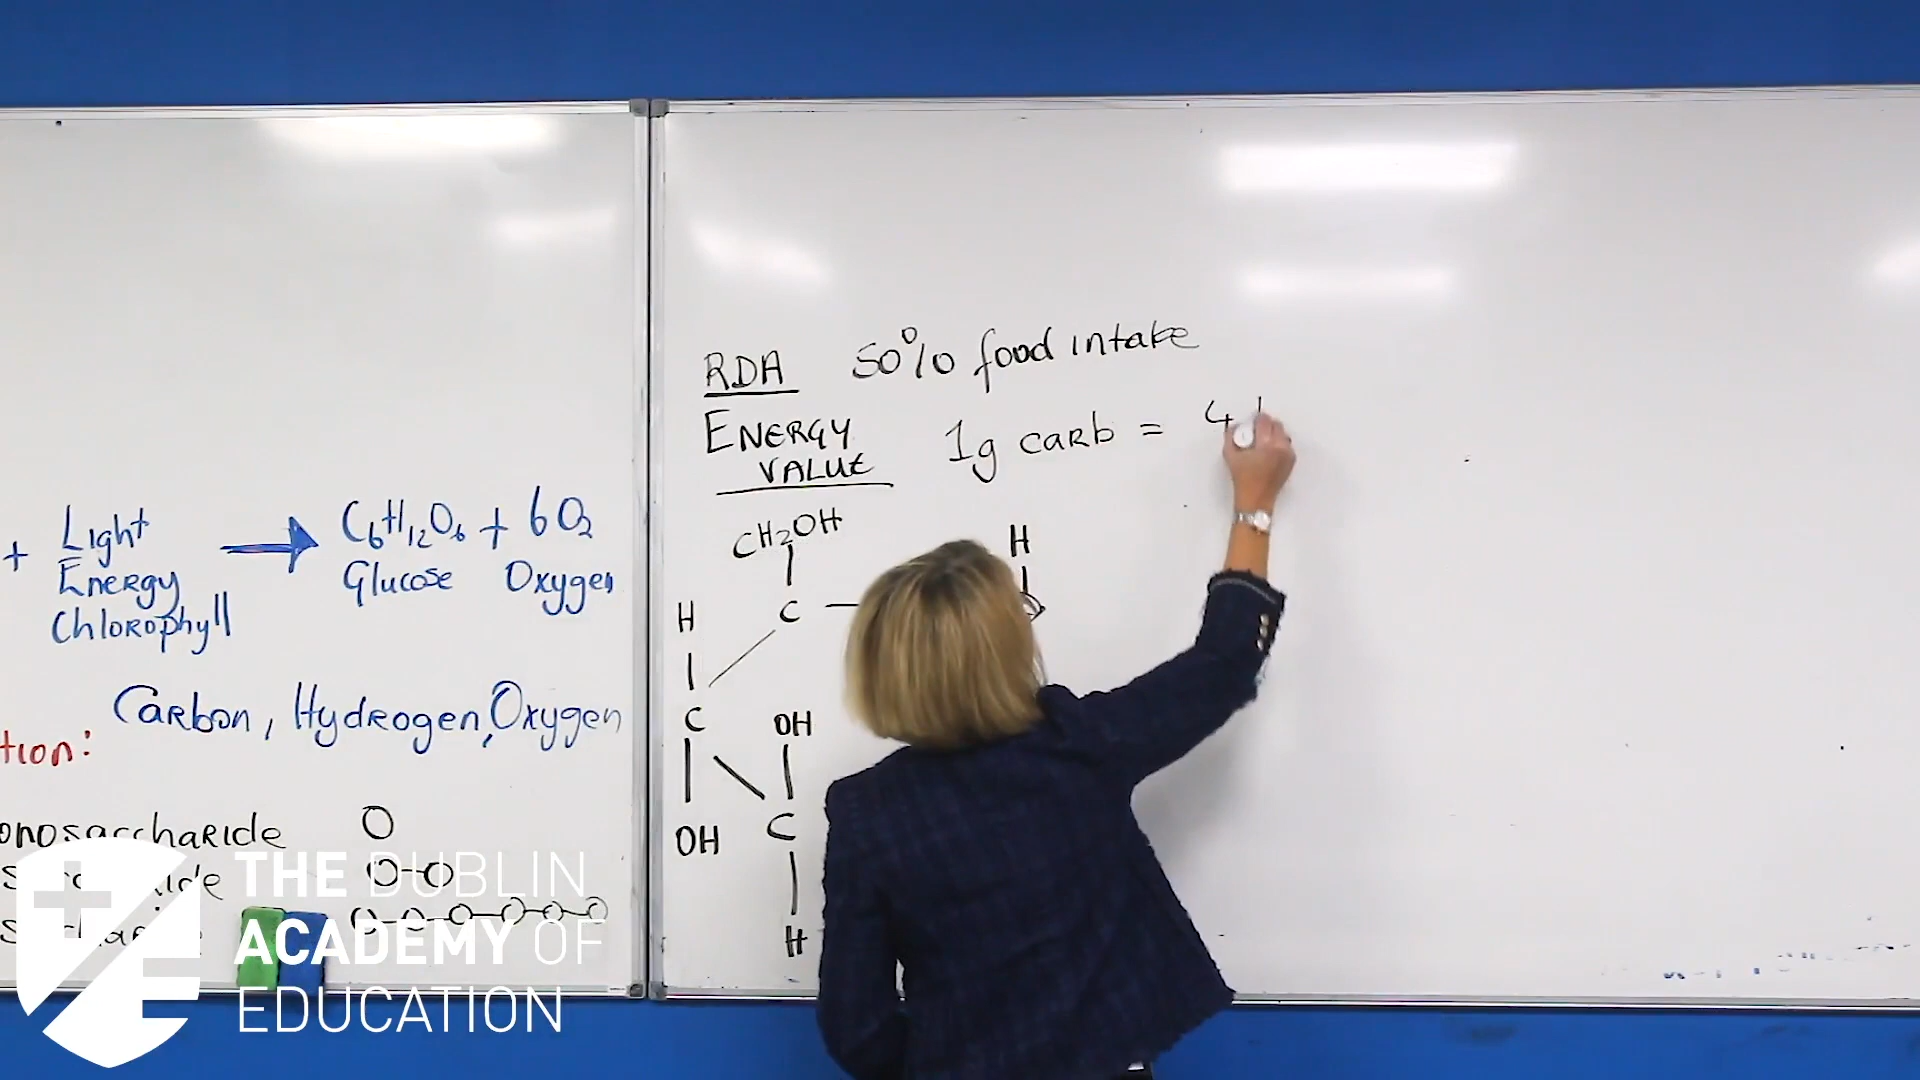 + Light Energy Chlorophyll → C₆H₁₂O₆ + 6O₂
Glucose Oxygen
tion: Carbon, Hydrogen, Oxygen
onosaccharide O
O-O
RDA 50% food intake
ENERGY VALUE 1g carb = 4
CH₂OH
H
C
H
C
OH
OH
C
H
THE DUBLIN
ACADEMY OF
EDUCATION